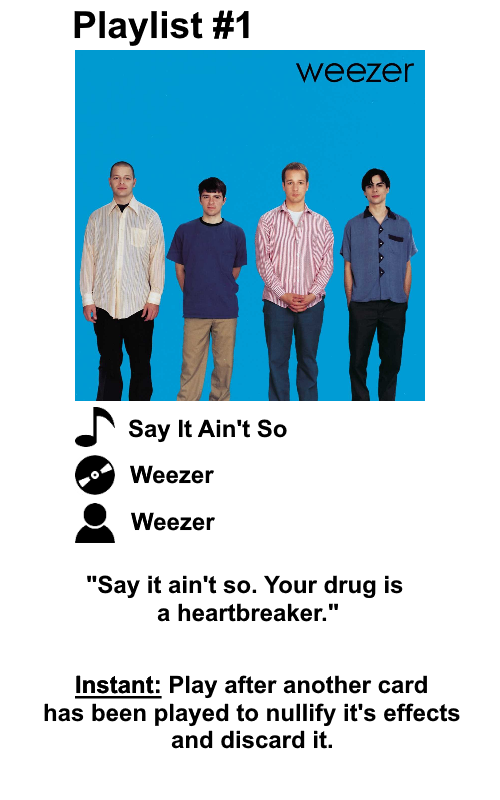 Playlist #1
weezer
Say It Ain't So
Weezer
Weezer
"Say it ain't so. Your drug is
a heartbreaker."
Instant: Play after another card
has been played to nullify it's effects
and discard it.